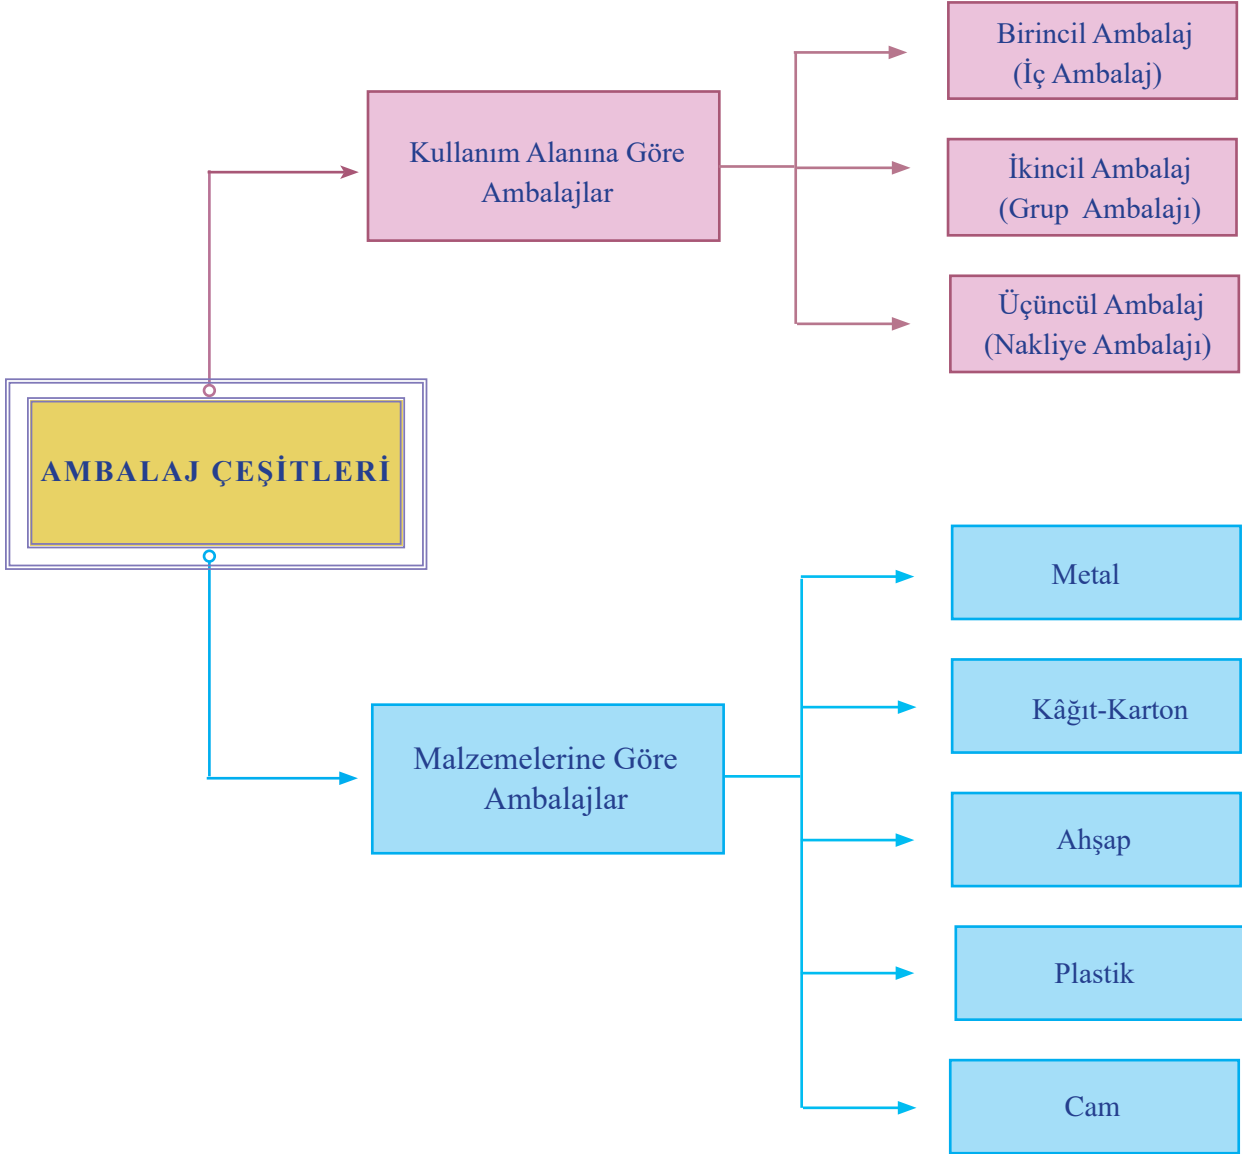 Birincil Ambalaj
(İç Ambalaj)
Kullanım Alanına Göre
Ambalajlar
İkincil Ambalaj
(Grup Ambalajı)
Üçüncül Ambalaj
(Nakliye Ambalajı)
AMBALAJ ÇEŞİTLERİ
Metal
Kâğıt-Karton
Malzemelerine Göre
Ambalajlar
Ahşap
Plastik
Cam